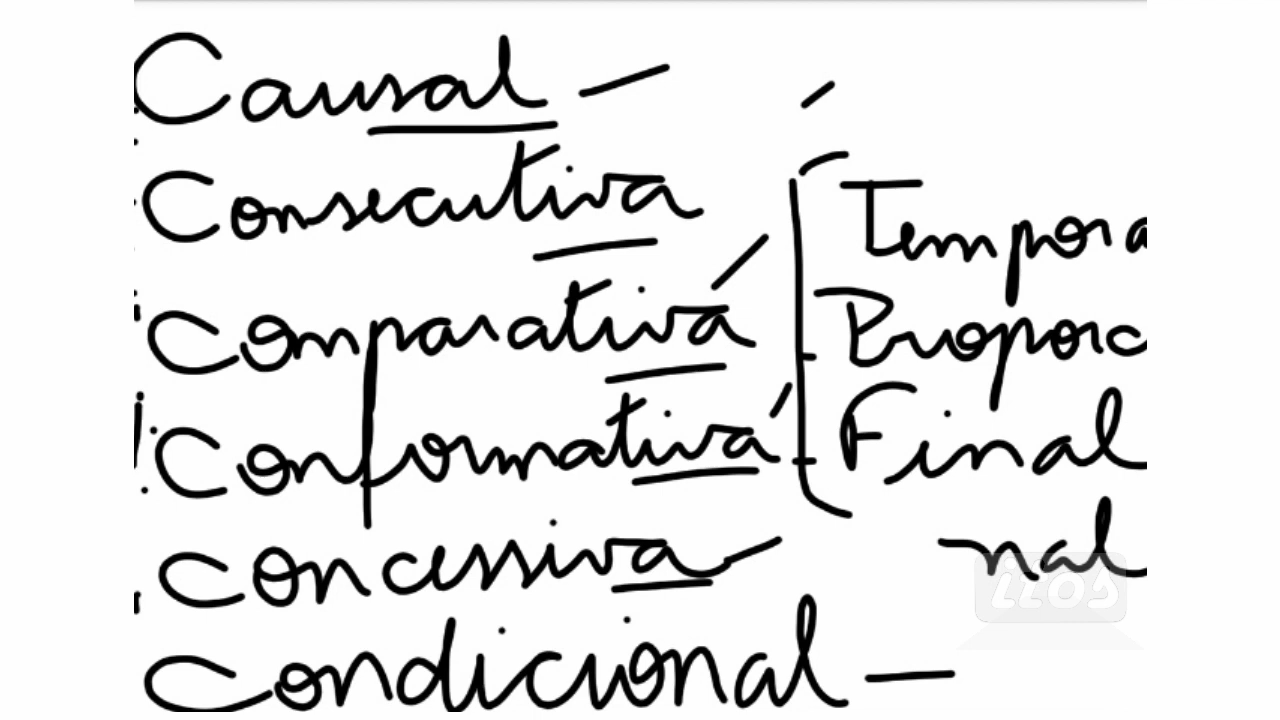 Causal –
Consecutiva
Comparativa
Conformativa
Concessiva
Condicional –
Tempora
Proporc
Final
nal